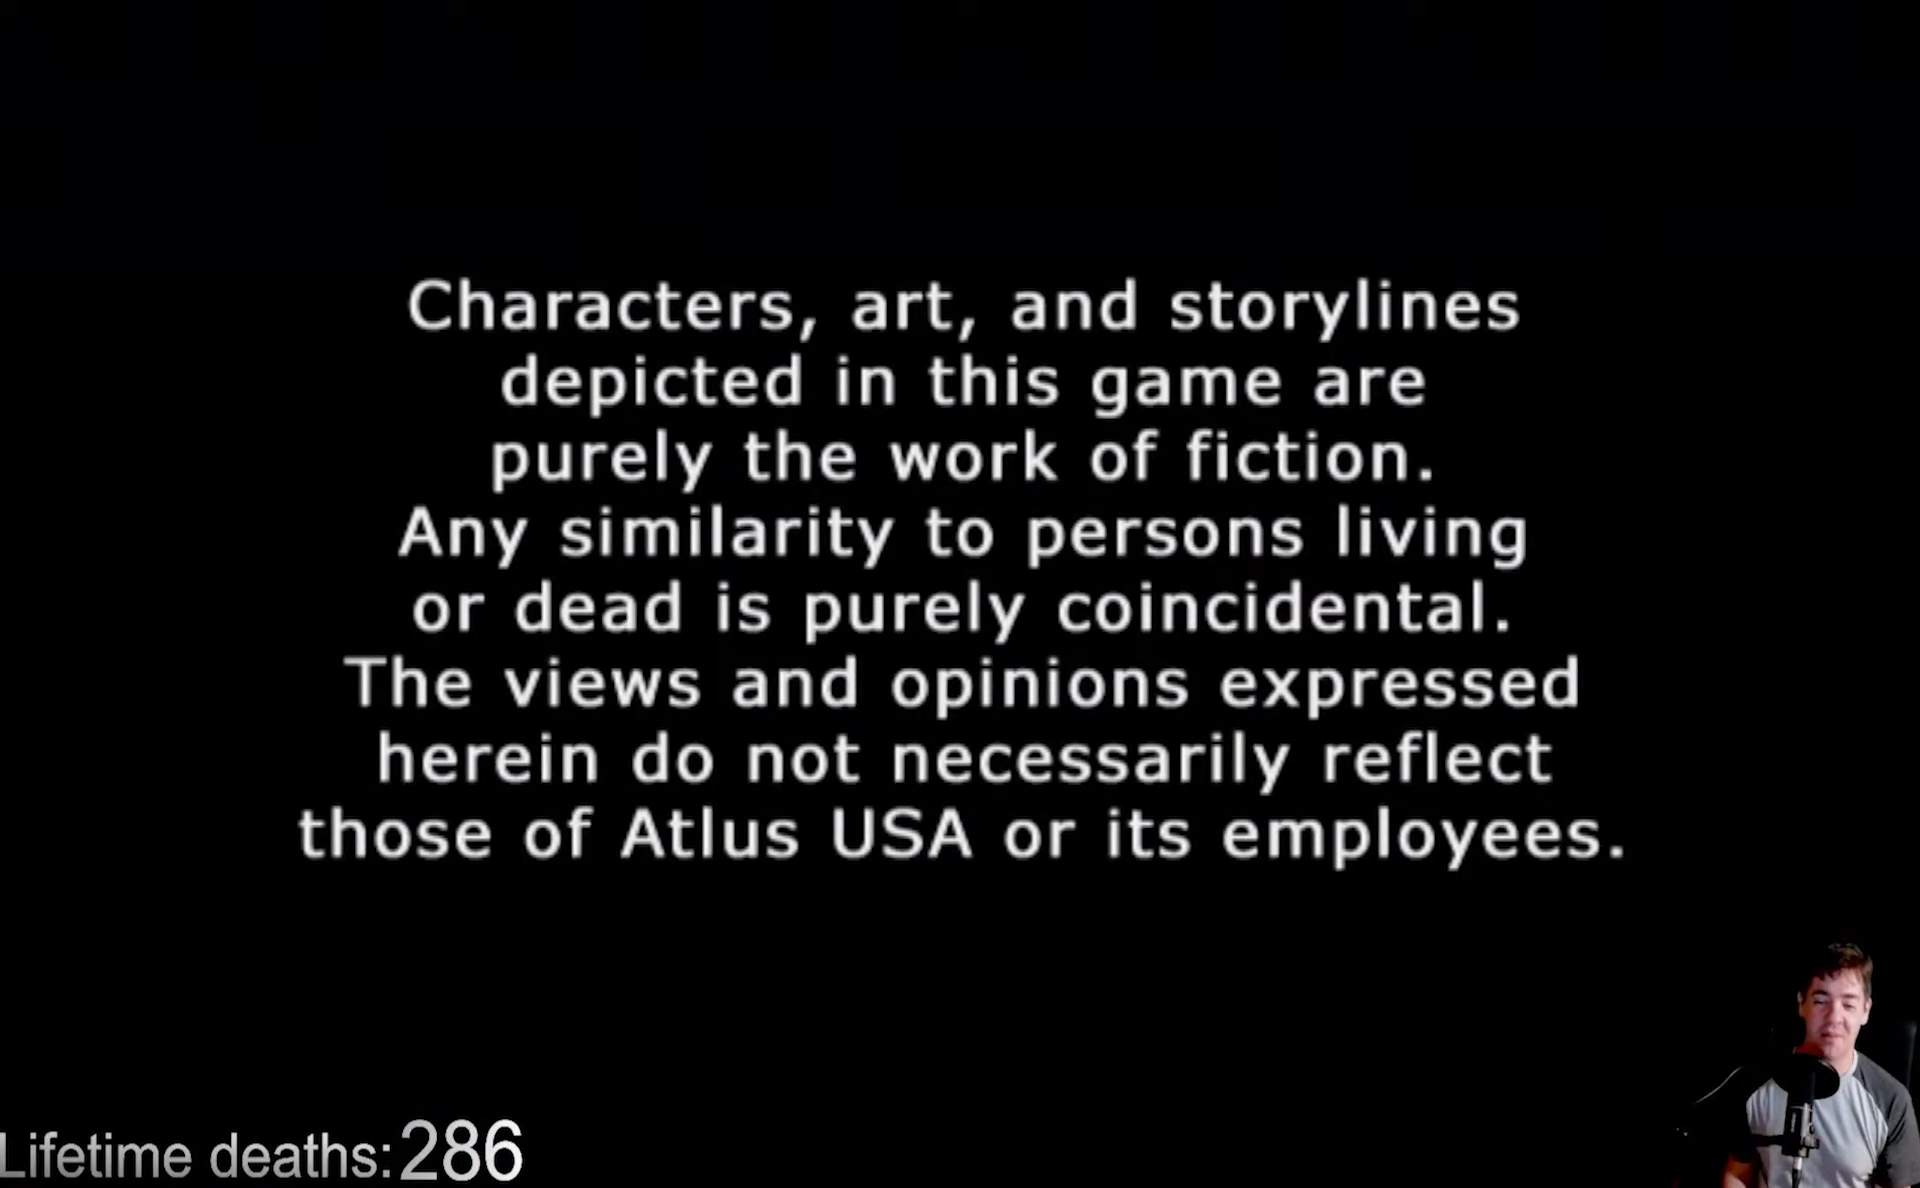 Characters, art, and storylines
depicted in this game are
purely the work of fiction.
Any similarity to persons living
or dead is purely coincidental.
The views and opinions expressed
herein do not necessarily reflect
those of Atlus USA or its employees.
Lifetime deaths: 286